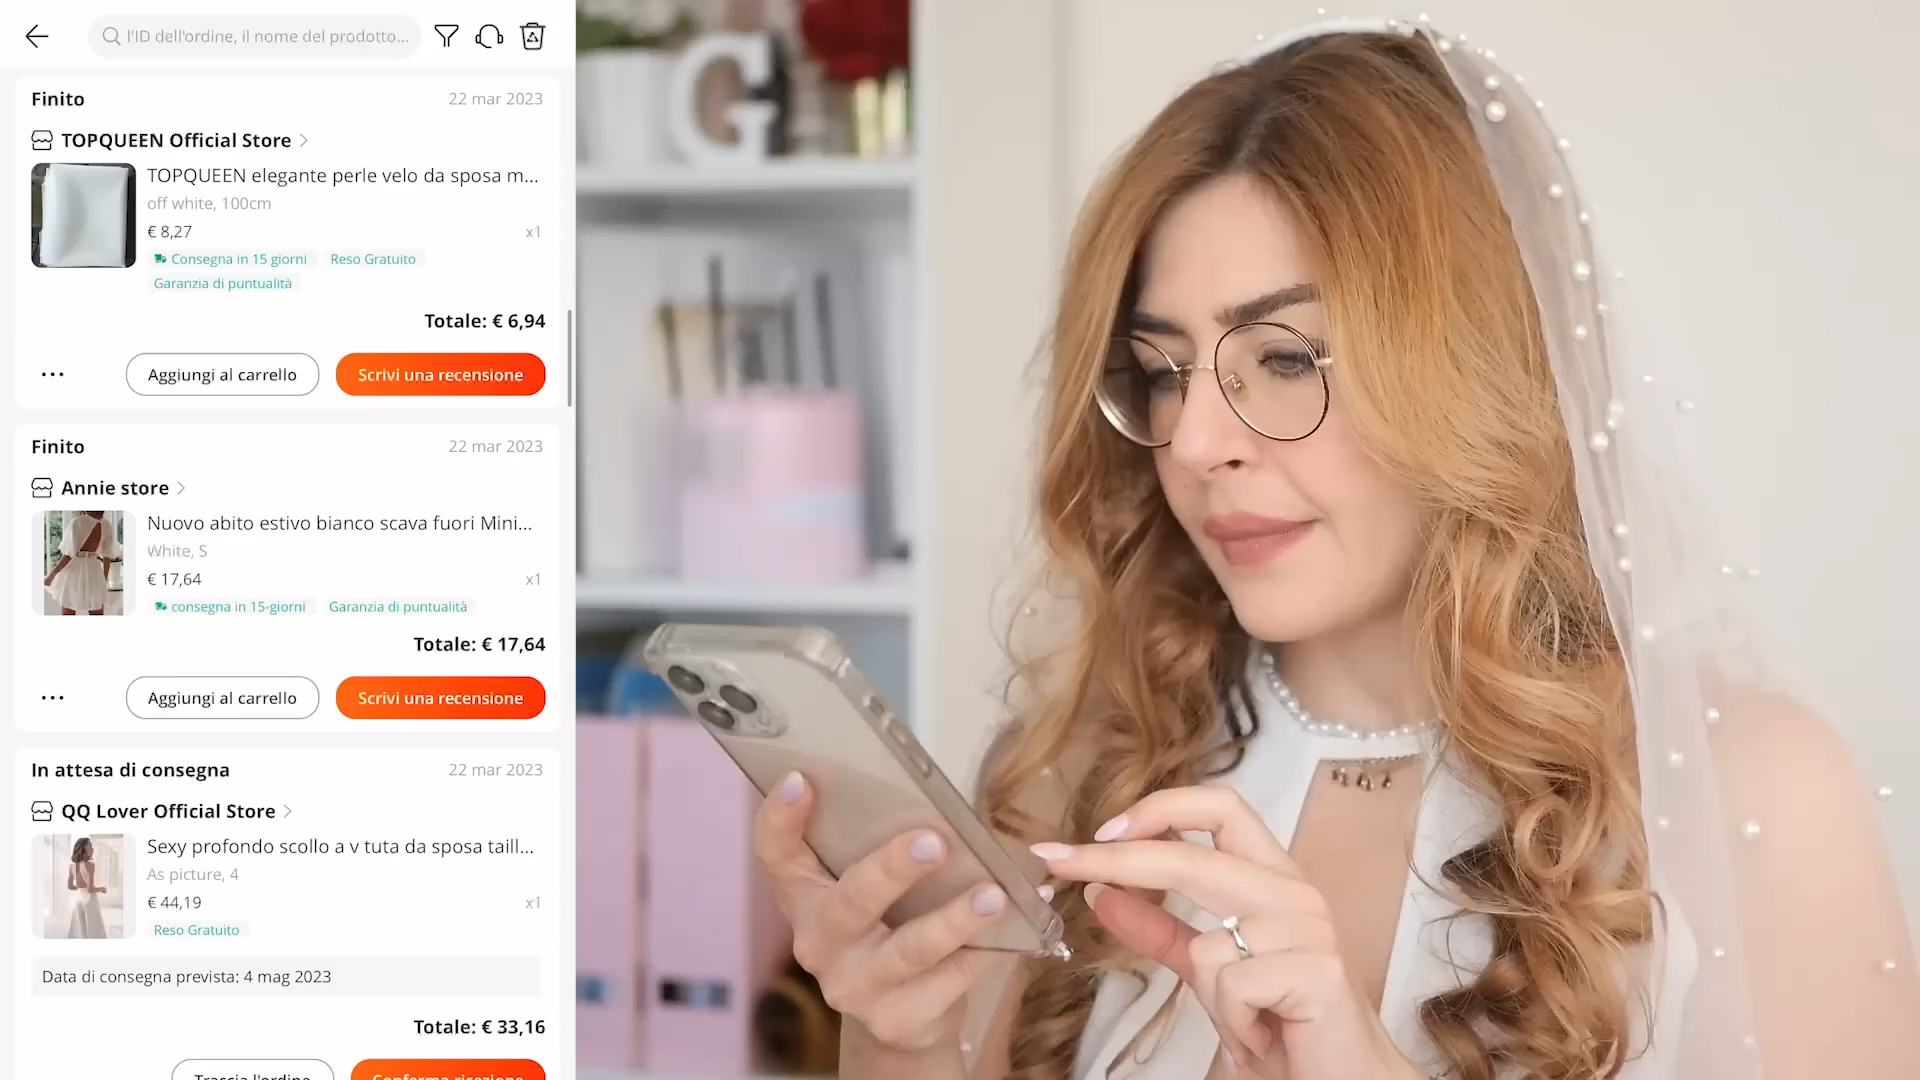 l'ID dell'ordine, il nome del prodotto...
Finito
22 mar 2023
TOPQUEEN Official Store
TOPQUEEN elegante perle velo da sposa m...
off white, 100cm
€ 8,27
x1
Consegna in 15 giorni
Reso Gratuito
Garanzia di puntualità
Totale: € 6,94
Aggiungi al carrello
Scrivi una recensione
Finito
22 mar 2023
Annie store
Nuovo abito estivo bianco scava fuori Mini...
White, S
€ 17,64
x1
consegna in 15-giorni
Garanzia di puntualità
Totale: € 17,64
Aggiungi al carrello
Scrivi una recensione
In attesa di consegna
22 mar 2023
QQ Lover Official Store
Sexy profondo scollo a v tuta da sposa taill...
As picture, 4
€ 44,19
x1
Reso Gratuito
Data di consegna prevista: 4 mag 2023
Totale: € 33,16
Traccia l'ordine
Conferma ricezione
G